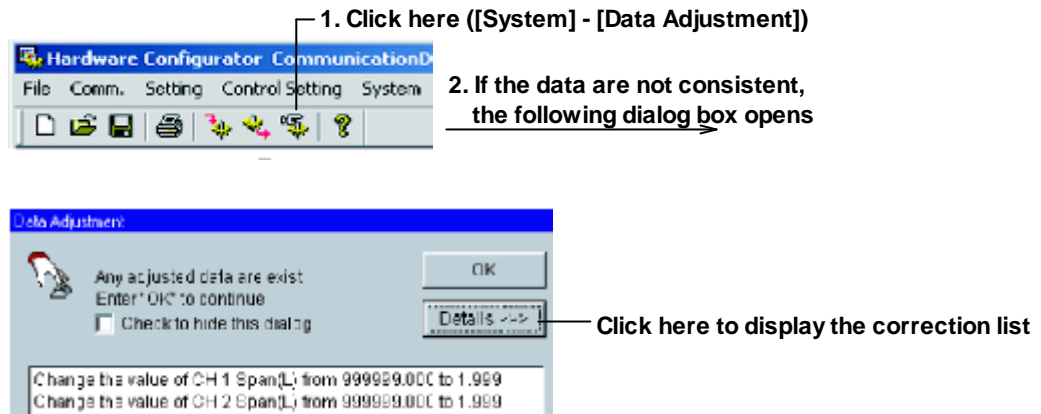 1. Click here ([System] - [Data Adjustment])
Hardware Configurator CommunicationD
File Comm. Setting Control Setting System
2. If the data are not consistent,
the following dialog box opens
Data Adjustment
Any adjusted data are exist
Enter "OK" to continue
Check to hide this dialog
OK
Details <->
Click here to display the correction list
Change the value of CH 1 Span(L) from 999999.000 to 1.999
Change the value of CH 2 Span(L) from 999999.000 to 1.999